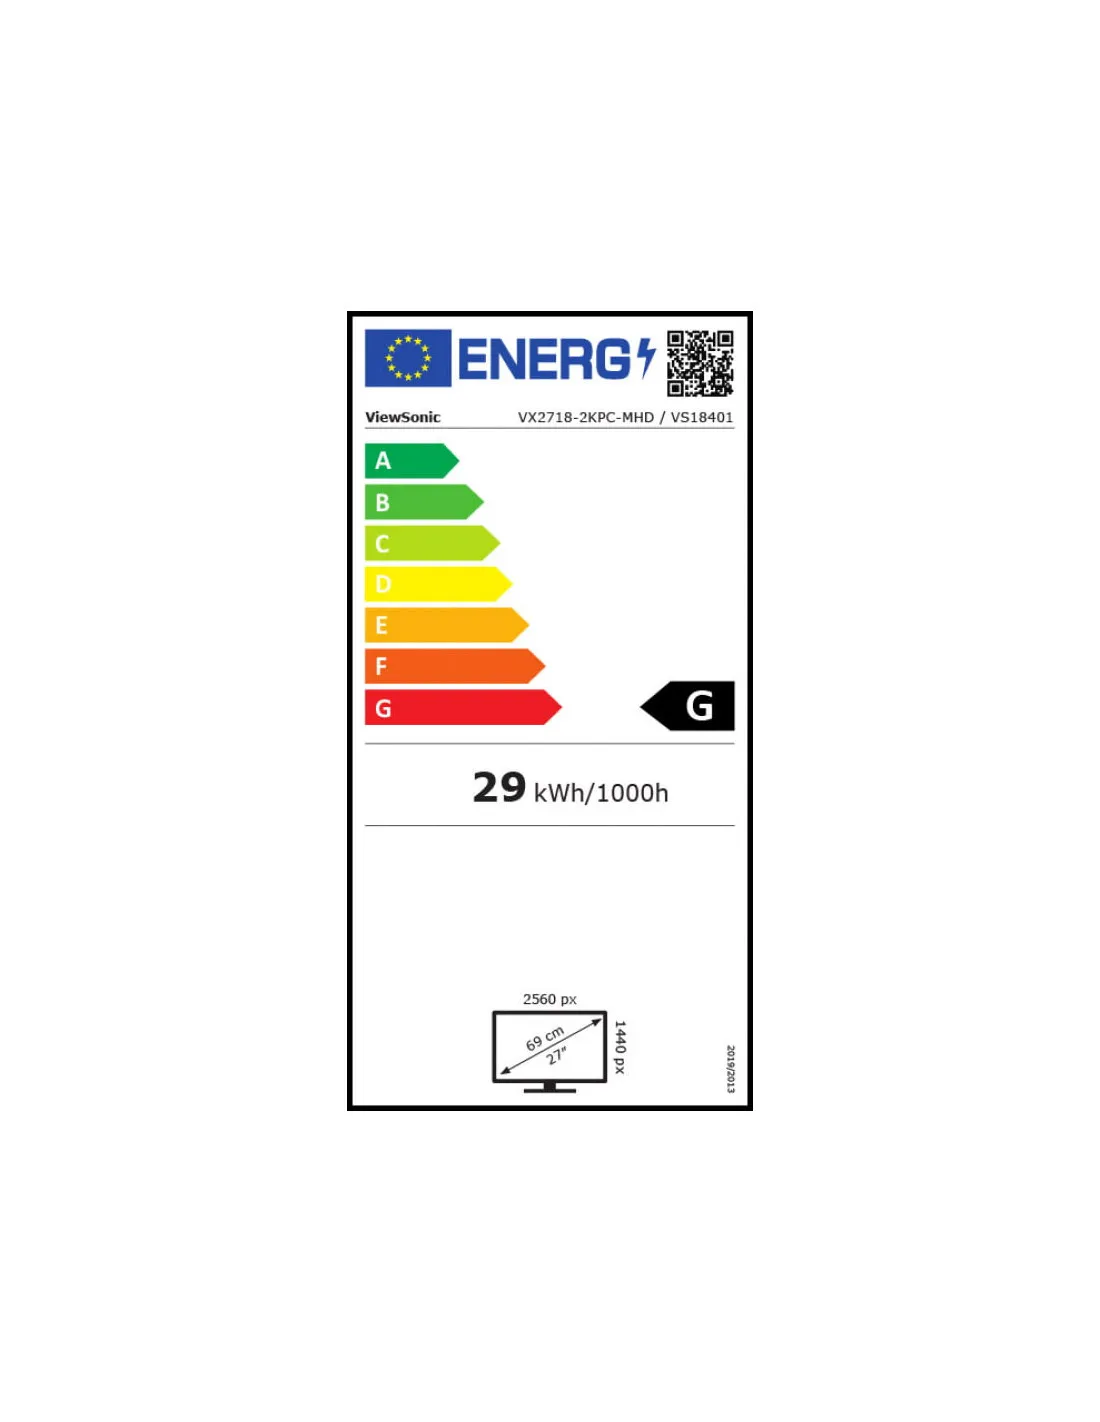 ENERG
ViewSonic VX2718-2KPC-MHD / VS18401
A
B
C
D
E
F
G
G
29 kWh/1000h
2560 px
69 cm
27"
1440 px
2019/2013